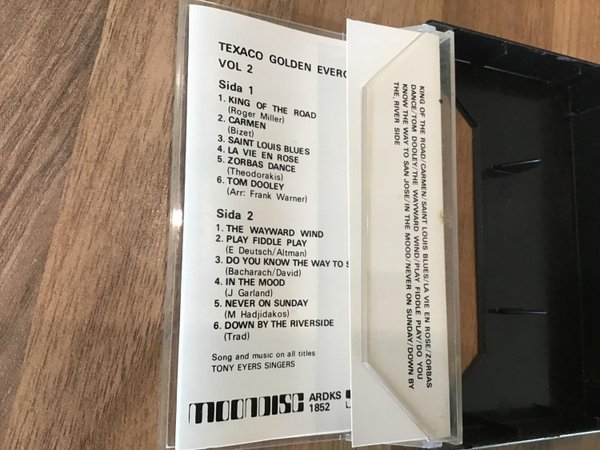 TEXACO GOLDEN
VOL 2
Sida 1
1. KING OF THE ROAD
(Roger Miller)
2. CARMEN
(Bizet)
3. SAINT LOUIS BLUES
4. LA VIE EN ROSE
5. ZORBAS DANCE
(Theodorakis)
6. TOM DOOLEY
(Arr: Frank Warner)
Sida 2
1. THE WAYWARD WIND
2. PLAY FIDDLE PLAY
(E Deutsch/Altman)
3. DO YOU KNOW THE WAY TO S
(Bacharach/David)
4. IN THE MOOD
(J Garland)
5. NEVER ON SUNDAY
(M Hadjidakos)
6. DOWN BY THE RIVERSIDE
(Trad)
Song and music on all titles
TONY EYERS SINGERS
MOONDISC ARDKS
1852
KING OF THE ROAD/CARMEN/SAINT LOUIS BLUES/LA VIE EN ROSE/ZORBAS
DANCE/TOM DOOLEY/THE WAYWARD WIND/PLAY FIDDLE PLAY/DO YOU
KNOW THE WAY TO SAN JOSE/IN THE MOOD/NEVER ON SUNDAY/DOWN BY
THE RIVER SIDE